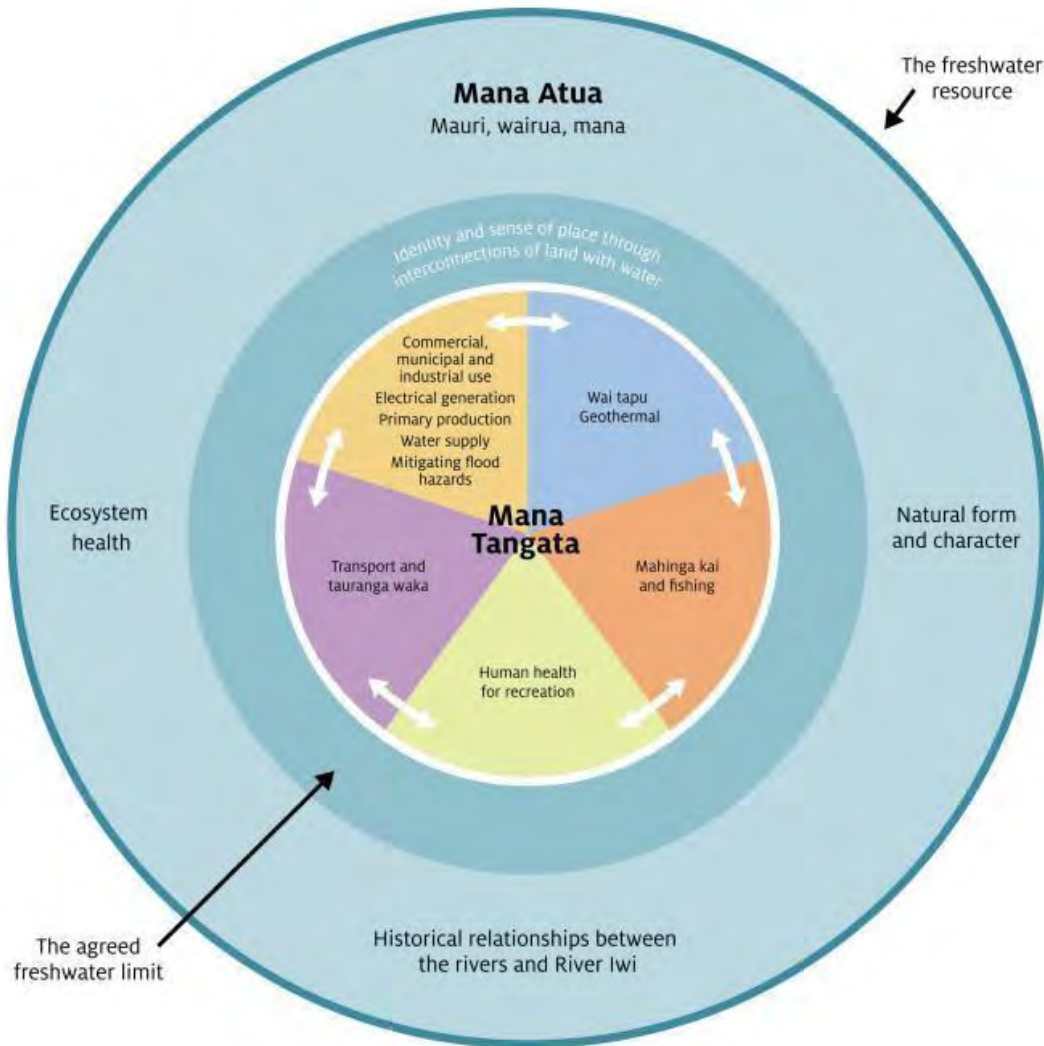 The freshwater
resource
Mana Atua
Mauri, wairua, mana
Identity and sense of place through
interconnections of land with water
Commercial,
municipal and
industrial use
Electrical generation
Primary production
Water supply
Mitigating flood
hazards
Wai tapu
Geothermal
Ecosystem
health
Mana
Tangata
Natural form
and character
Transport and
tauranga waka
Mahinga kai
and fishing
Human health
for recreation
The agreed
freshwater limit
Historical relationships between
the rivers and River Iwi